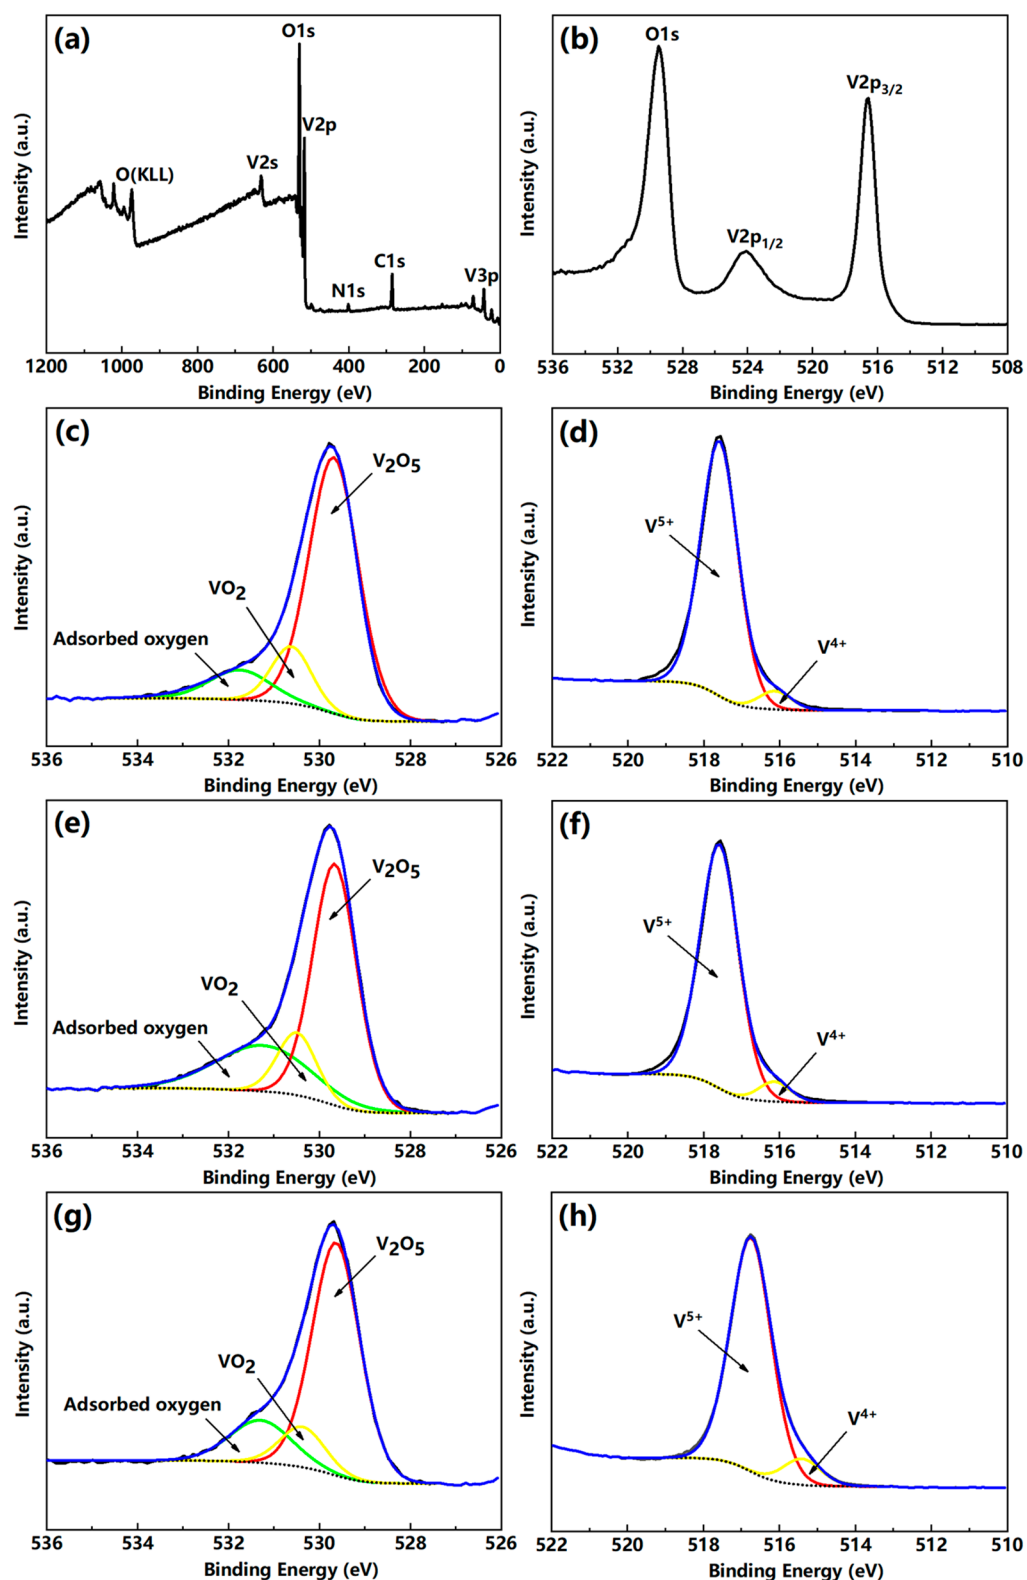 (a)
O1s
V2p
V2s
O(KLL)
C1s
N1s
V3p
Intensity (a.u.)
1200 1000 800 600 400 200 0
Binding Energy (eV)
(b)
O1s
V2p3/2
V2p1/2
Intensity (a.u.)
536 532 528 524 520 516 512 508
Binding Energy (eV)
(c)
V2O5
VO2
Adsorbed oxygen
Intensity (a.u.)
536 534 532 530 528 526
Binding Energy (eV)
(d)
V5+
V4+
Intensity (a.u.)
522 520 518 516 514 512 510
Binding Energy (eV)
(e)
V2O5
VO2
Adsorbed oxygen
Intensity (a.u.)
536 534 532 530 528 526
Binding Energy (eV)
(f)
V5+
V4+
Intensity (a.u.)
522 520 518 516 514 512 510
Binding Energy (eV)
(g)
V2O5
VO2
Adsorbed oxygen
Intensity (a.u.)
536 534 532 530 528 526
Binding Energy (eV)
(h)
V5+
V4+
Intensity (a.u.)
522 520 518 516 514 512 510
Binding Energy (eV)